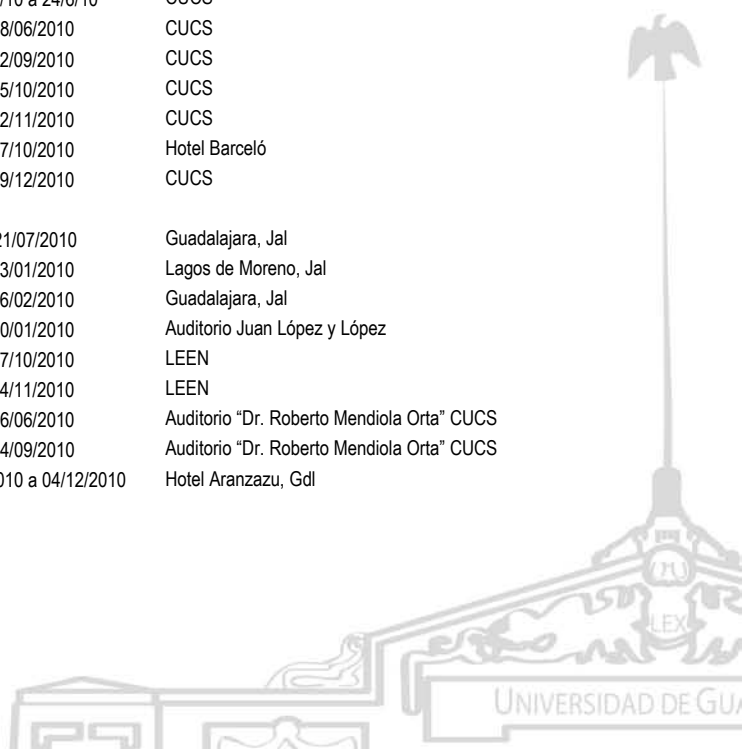 /10 a 24/6/10 CUCS
8/06/2010 CUCS
2/09/2010 CUCS
5/10/2010 CUCS
2/11/2010 CUCS
7/10/2010 Hotel Barceló
9/12/2010 CUCS
21/07/2010 Guadalajara, Jal
3/01/2010 Lagos de Moreno, Jal
6/02/2010 Guadalajara, Jal
0/01/2010 Auditorio Juan López y López
7/10/2010 LEEN
4/11/2010 LEEN
6/06/2010 Auditorio “Dr. Roberto Mendiola Orta” CUCS
4/09/2010 Auditorio “Dr. Roberto Mendiola Orta” CUCS
010 a 04/12/2010 Hotel Aranzazu, Gdl
LEX
UNIVERSIDAD DE GUA